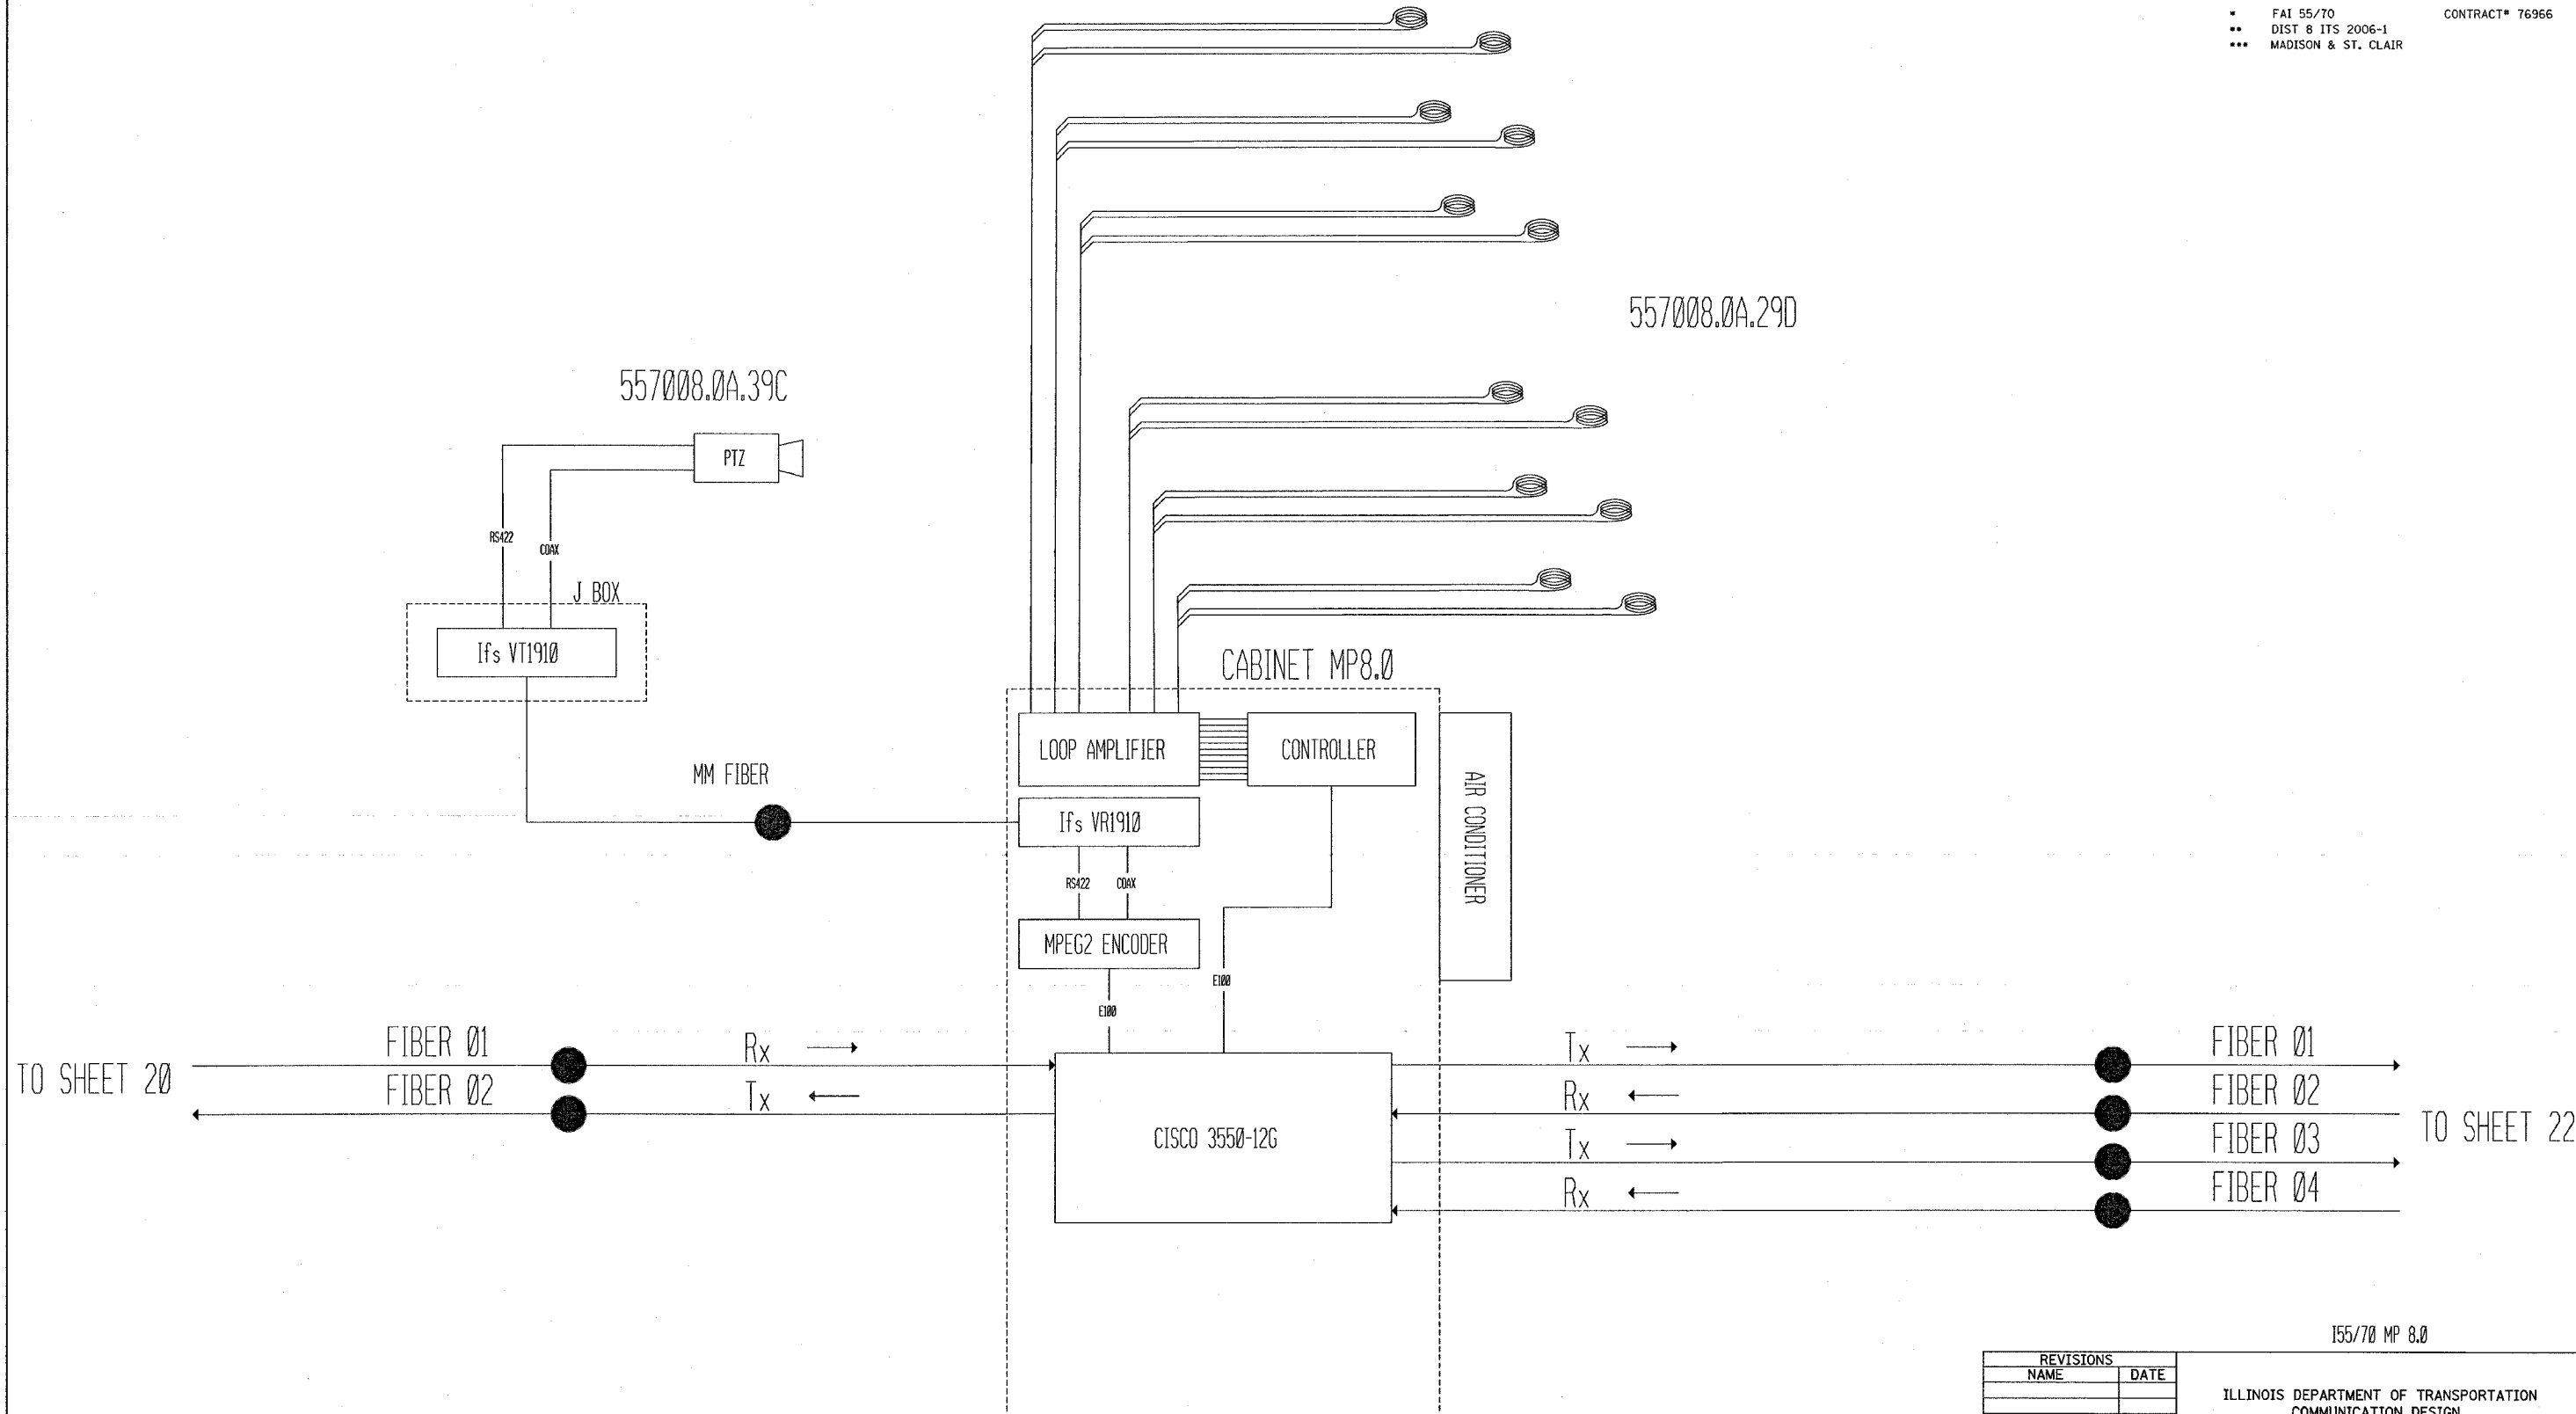 * FAI 55/70 CONTRACT# 76966
** DIST 8 ITS 2006-1
*** MADISON & ST. CLAIR
557008.0A.29D
557008.0A.39C
PTZ
RS422
COAX
J BOX
Ifs VT1910
CABINET MP8.0
LOOP AMPLIFIER
CONTROLLER
AIR CONDITIONER
MM FIBER
Ifs VR1910
RS422
COAX
MPEG2 ENCODER
E100
E100
TO SHEET 20
FIBER 01
Rx
FIBER 02
Tx
CISCO 3550-12G
Tx
FIBER 01
Rx
FIBER 02
Tx
FIBER 03
Rx
FIBER 04
TO SHEET 22
I55/70 MP 8.0
REVISIONS
NAME DATE
ILLINOIS DEPARTMENT OF TRANSPORTATION
COMMUNICATION DESIGN